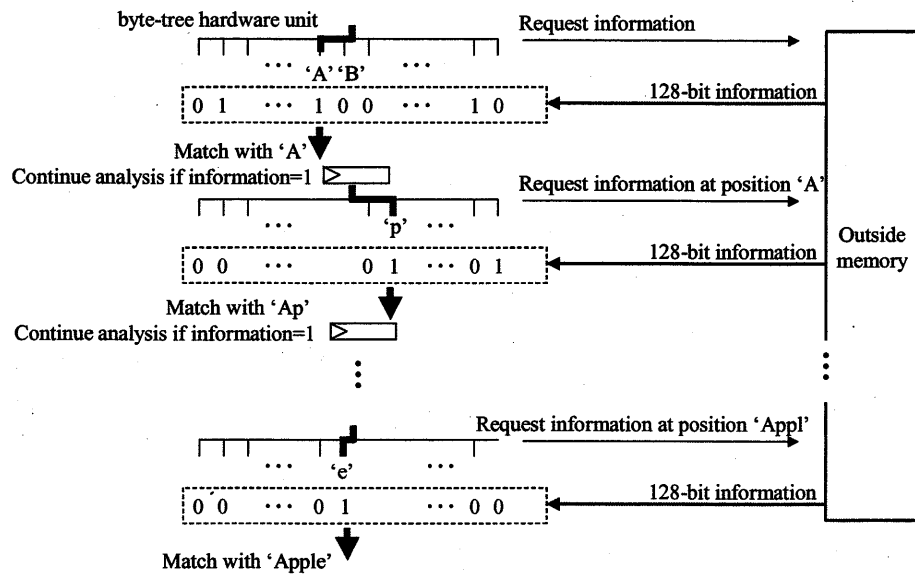 byte-tree hardware unit
Request information
··· ‘A’ ‘B’ ···
0 1 ··· 1 0 0 ··· 1 0
128-bit information
Match with ‘A’
Continue analysis if information=1
Request information at position ‘A’
··· ‘p’ ···
0 0 ··· 0 1 ··· 0 1
128-bit information
Outside
memory
Match with ‘Ap’
Continue analysis if information=1
Request information at position ‘Appl’
··· ‘e’ ···
0 0 ··· 0 1 ··· 0 0
128-bit information
Match with ‘Apple’